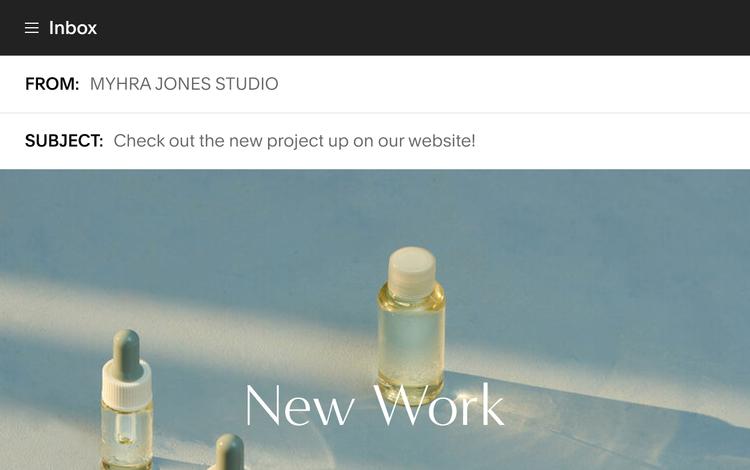 Inbox
FROM: MYHRA JONES STUDIO
SUBJECT: Check out the new project up on our website!
New Work